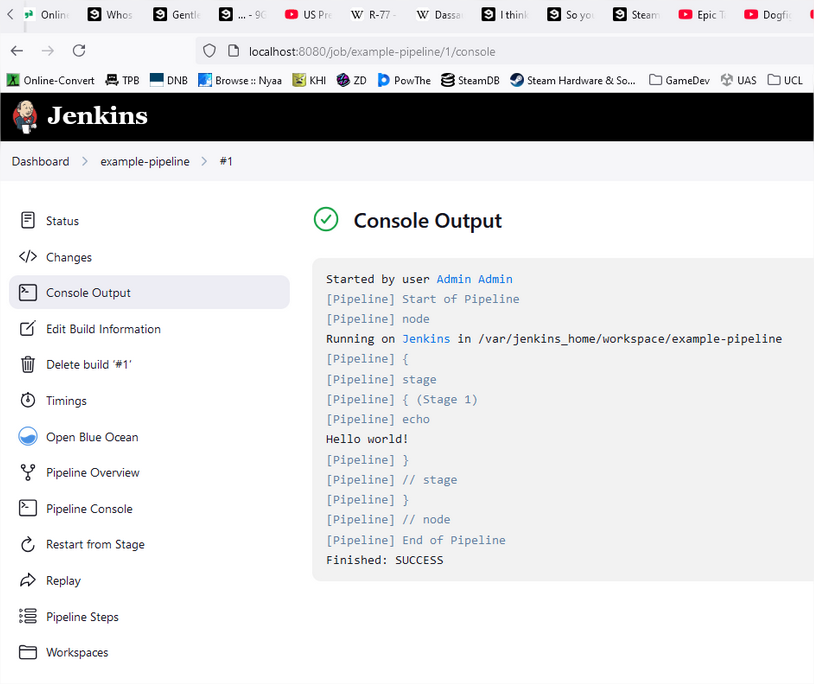 Onlin
Whos
Gentle
... - 9G
US Pre
R-77 -
Dassa
I think
So you
Steam
Epic T
Dogfig
localhost:8080/job/example-pipeline/1/console
Online-Convert
TPB
DNB
Browse :: Nyaa
KHI
ZD
PowThe
SteamDB
Steam Hardware & So...
GameDev
UAS
UCL
Jenkins
Dashboard
example-pipeline
#1
Status
Changes
Console Output
Edit Build Information
Delete build ‘#1’
Timings
Open Blue Ocean
Pipeline Overview
Pipeline Console
Restart from Stage
Replay
Pipeline Steps
Workspaces
Console Output
Started by user Admin Admin
[Pipeline] Start of Pipeline
[Pipeline] node
Running on Jenkins in /var/jenkins_home/workspace/example-pipeline
[Pipeline] {
[Pipeline] stage
[Pipeline] { (Stage 1)
[Pipeline] echo
Hello world!
[Pipeline] }
[Pipeline] // stage
[Pipeline] }
[Pipeline] // node
[Pipeline] End of Pipeline
Finished: SUCCESS